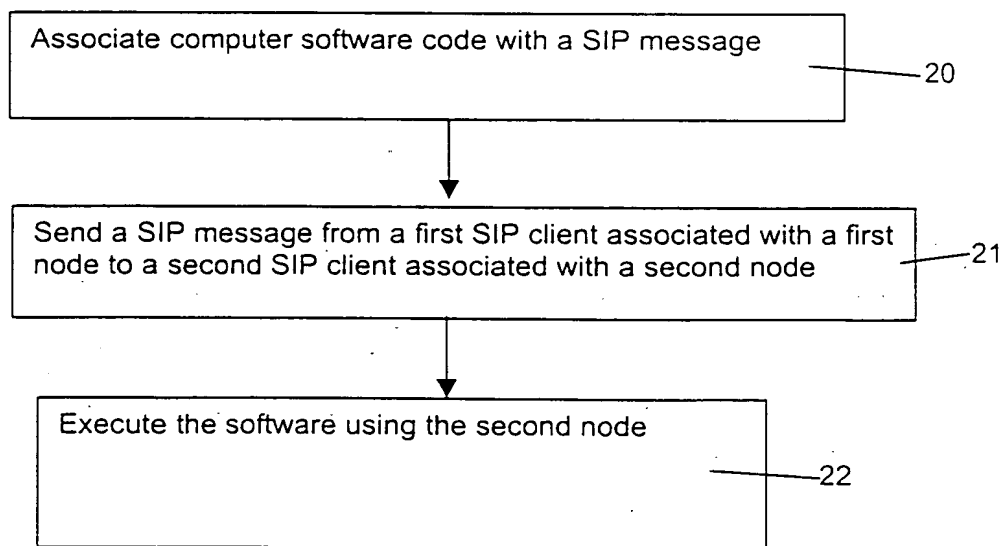 Associate computer software code with a SIP message
20
Send a SIP message from a first SIP client associated with a first
node to a second SIP client associated with a second node
21
Execute the software using the second node
22